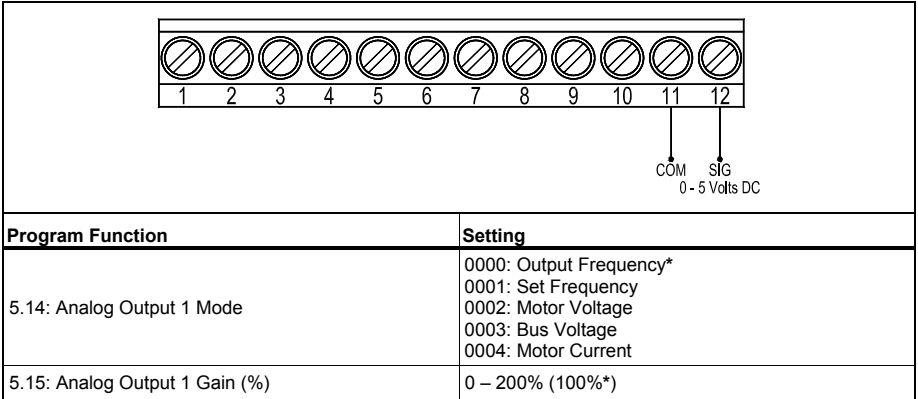 1 2 3 4 5 6 7 8 9 10 11 12
COM SIG
0 - 5 Volts DC
Program Function Setting
5.14: Analog Output 1 Mode
0000: Output Frequency*
0001: Set Frequency
0002: Motor Voltage
0003: Bus Voltage
0004: Motor Current
5.15: Analog Output 1 Gain (%) 0 – 200% (100%*)